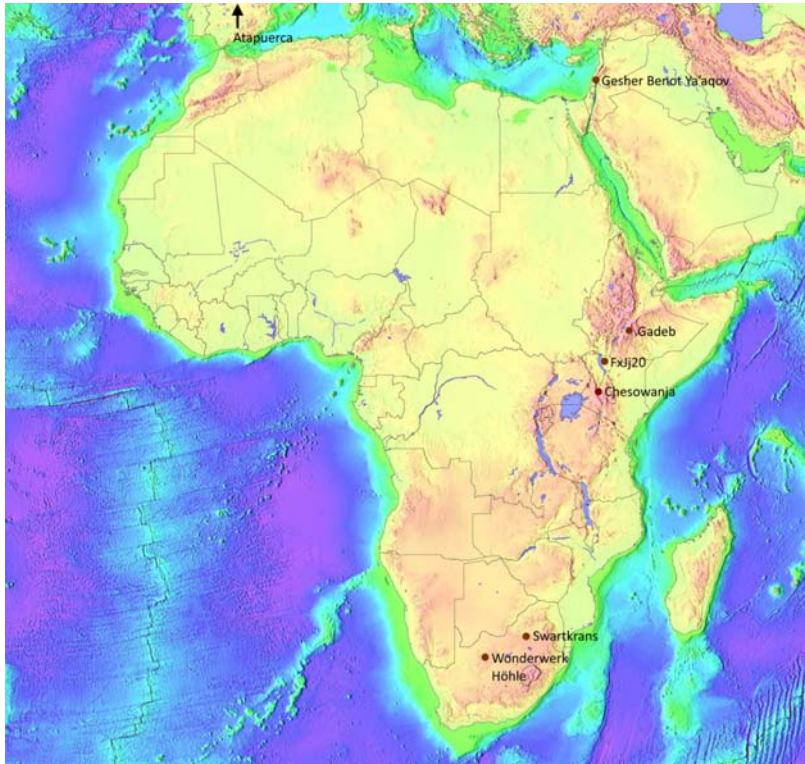 Atapuerca
Gesher Benot Ya'aqov
Gadeb
FxJj20
Chesowanja
Swartkrans
Wonderwerk
Höhle